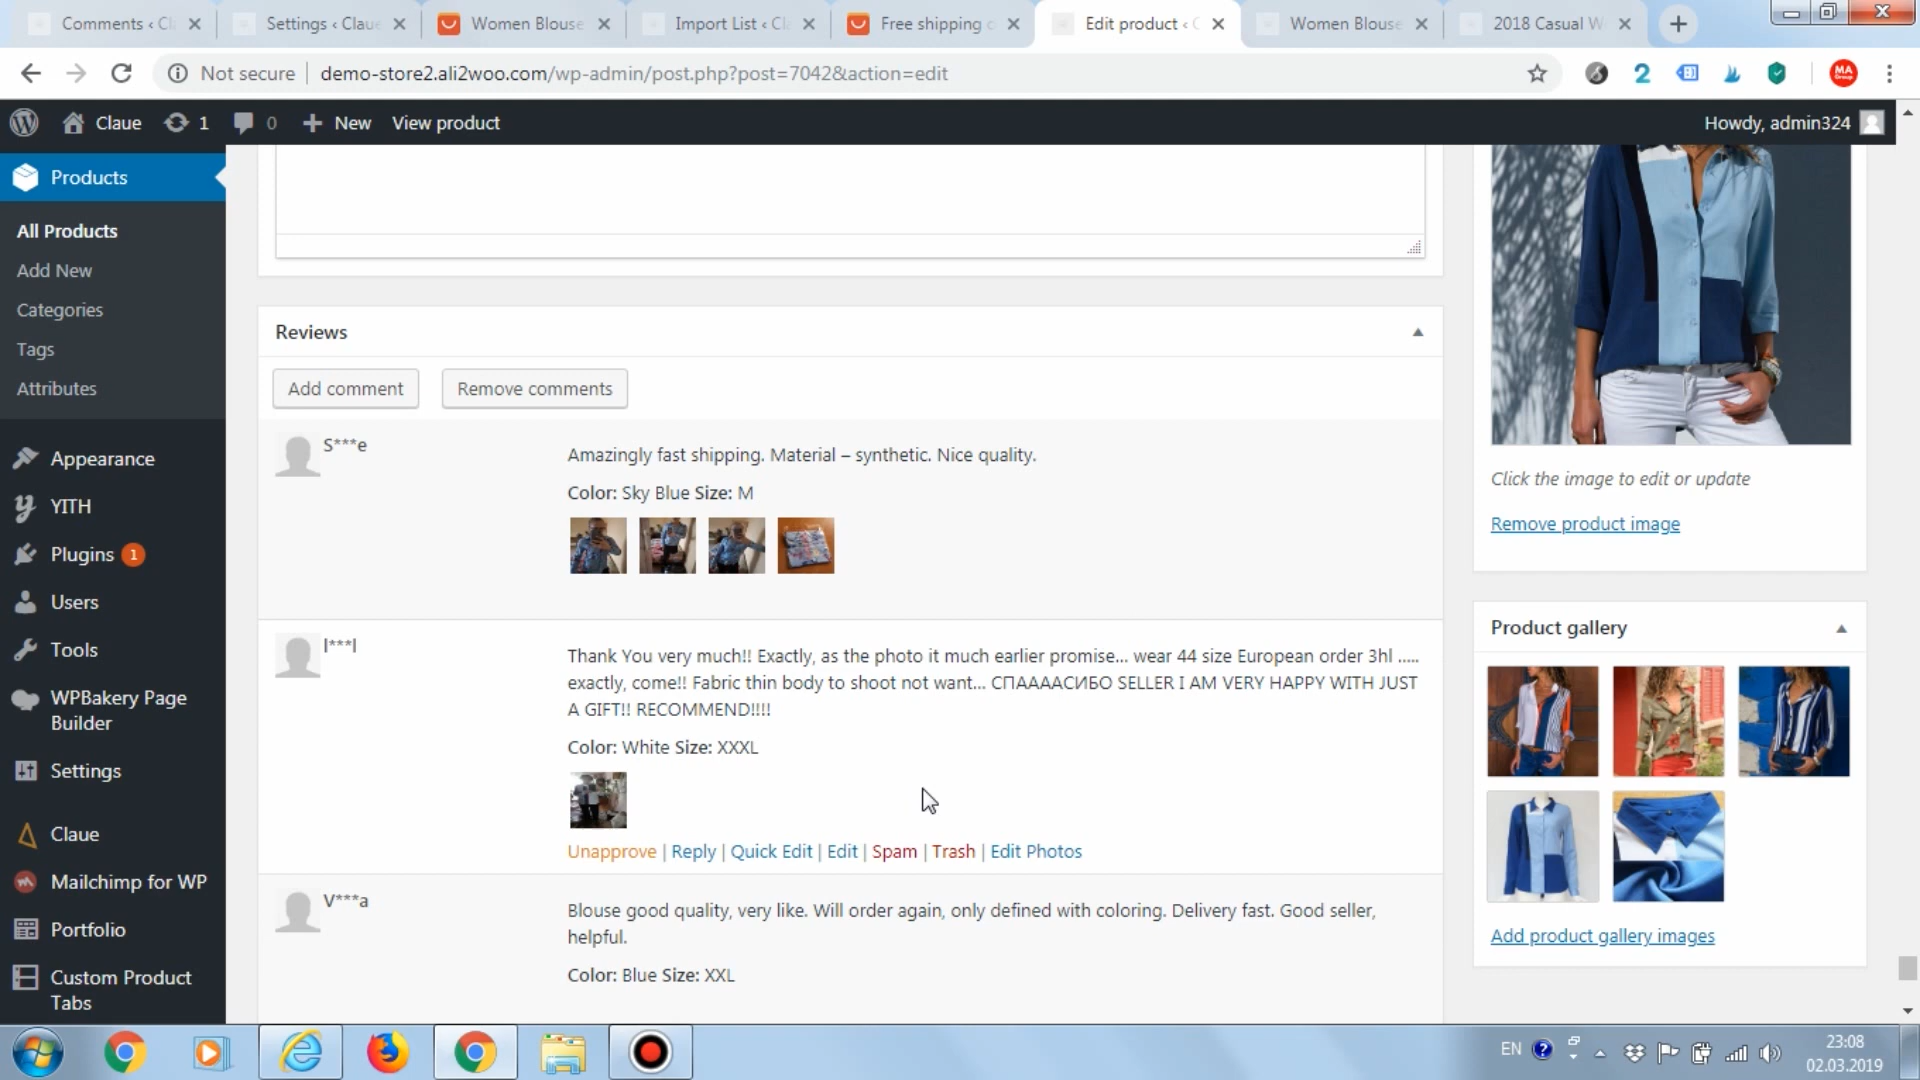 Comments ‹ Cl
Settings ‹ Claue
Women Blouse
Import List ‹ Cl
Free shipping o
Edit product ‹ C
Women Blouse
2018 Casual W
Not secure
demo-store2.ali2woo.com/wp-admin/post.php?post=7042&action=edit
2
MA
Group
Claue
1
0
New
View product
Howdy, admin324
Products
All Products
Add New
Categories
Tags
Attributes
Appearance
YITH
Plugins 1
Users
Tools
WPBakery Page
Builder
Settings
Claue
Mailchimp for WP
Portfolio
Custom Product
Tabs
Reviews
Add comment
Remove comments
S***e
Amazingly fast shipping. Material – synthetic. Nice quality.
Color: Sky Blue Size: M
l***l
Thank You very much!! Exactly, as the photo it much earlier promise... wear 44 size European order 3hl .....
exactly, come!! Fabric thin body to shoot not want... СПААААСИБО SELLER I AM VERY HAPPY WITH JUST
A GIFT!! RECOMMEND!!!!
Color: White Size: XXXL
Unapprove | Reply | Quick Edit | Edit | Spam | Trash | Edit Photos
V***a
Blouse good quality, very like. Will order again, only defined with coloring. Delivery fast. Good seller,
helpful.
Color: Blue Size: XXL
Click the image to edit or update
Remove product image
Product gallery
Add product gallery images
EN
23:08
02.03.2019